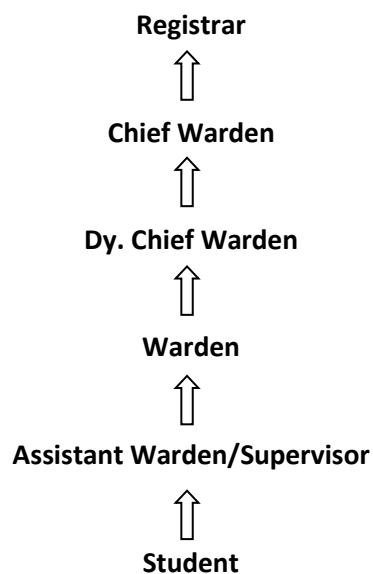 Registrar
Chief Warden
Dy. Chief Warden
Warden
Assistant Warden/Supervisor
Student